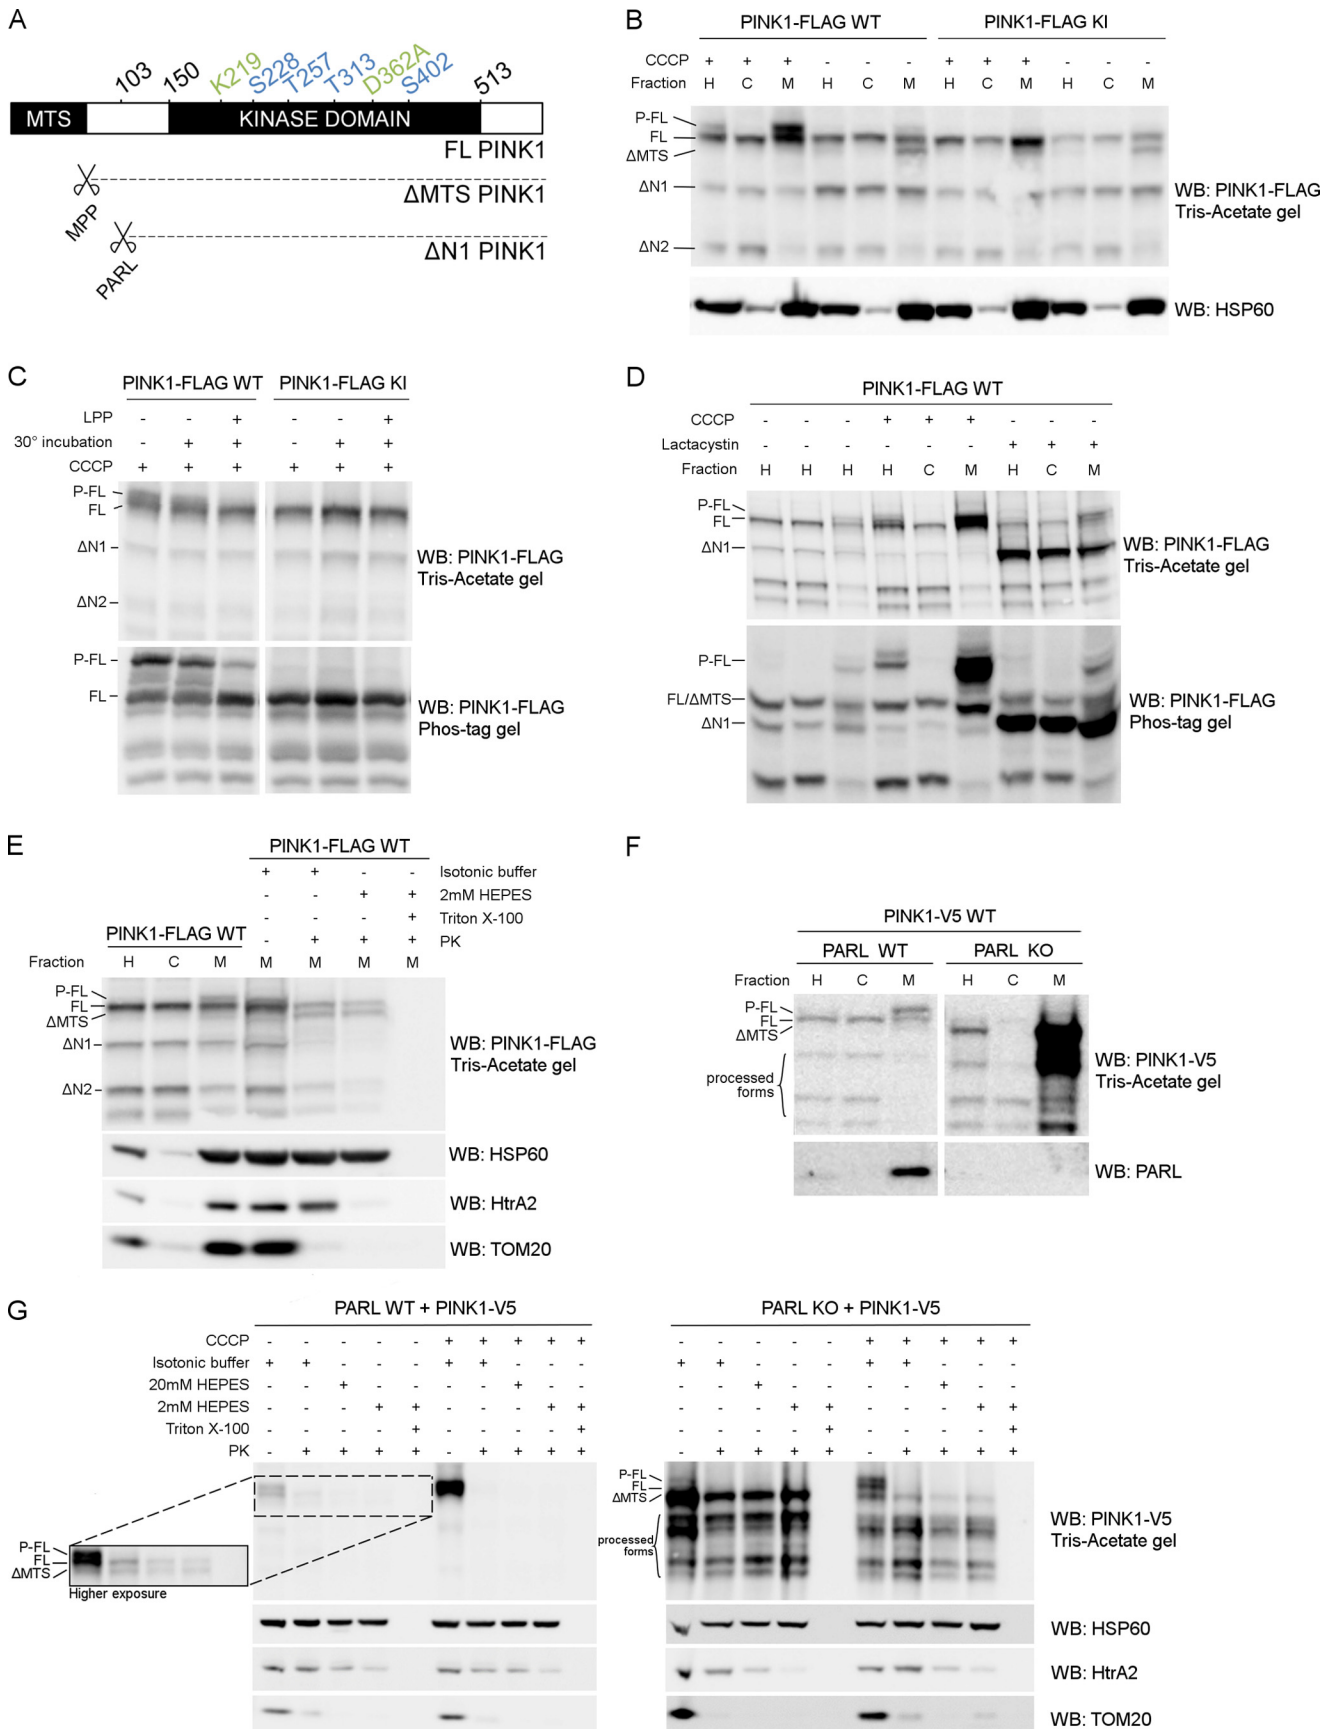 A
103 150 K219 S228 T257 T313 D362A S402 513
MTS KINASE DOMAIN
FL PINK1
MPP
ΔMTS PINK1
PARL
ΔN1 PINK1
B
PINK1-FLAG WT PINK1-FLAG KI
CCCP + + + - - - + + + - - -
Fraction H C M H C M H C M H C M
P-FL
FL
ΔMTS
ΔN1
ΔN2
WB: PINK1-FLAG
Tris-Acetate gel
WB: HSP60
C
PINK1-FLAG WT PINK1-FLAG KI
LPP - - + - - +
30° incubation - + + - + +
CCCP + + + + + +
P-FL
FL
ΔN1
ΔN2
WB: PINK1-FLAG
Tris-Acetate gel
P-FL
FL
WB: PINK1-FLAG
Phos-tag gel
D
PINK1-FLAG WT
CCCP - - - + + + - - -
Lactacystin - - - - - - + + +
Fraction H H H H C M H C M
P-FL
FL
ΔN1
WB: PINK1-FLAG
Tris-Acetate gel
P-FL
FL/ΔMTS
ΔN1
WB: PINK1-FLAG
Phos-tag gel
E
PINK1-FLAG WT
+ + - - Isotonic buffer
- - + + 2mM HEPES
- - - + Triton X-100
PINK1-FLAG WT - + + + PK
Fraction H C M M M M M
P-FL
FL
ΔMTS
ΔN1
ΔN2
WB: PINK1-FLAG
Tris-Acetate gel
WB: HSP60
WB: HtrA2
WB: TOM20
F
PINK1-V5 WT
PARL WT PARL KO
Fraction H C M H C M
P-FL
FL
ΔMTS
processed
forms
WB: PINK1-V5
Tris-Acetate gel
WB: PARL
G
PARL WT + PINK1-V5 PARL KO + PINK1-V5
CCCP - - - - - + + + + + - - - - - + + + + +
Isotonic buffer + + - - - + + - - - + + - - - + + - - -
20mM HEPES - - + - - - - + - - - - + - - - - + - -
2mM HEPES - - - + + - - - + + - - - + + - - - + +
Triton X-100 - - - - + - - - - + - - - - + - - - - +
PK - + + + + - + + + + - + + + + - + + + +
P-FL
FL
ΔMTS
Higher exposure
P-FL
FL
ΔMTS
processed
forms
WB: PINK1-V5
Tris-Acetate gel
WB: HSP60
WB: HtrA2
WB: TOM20